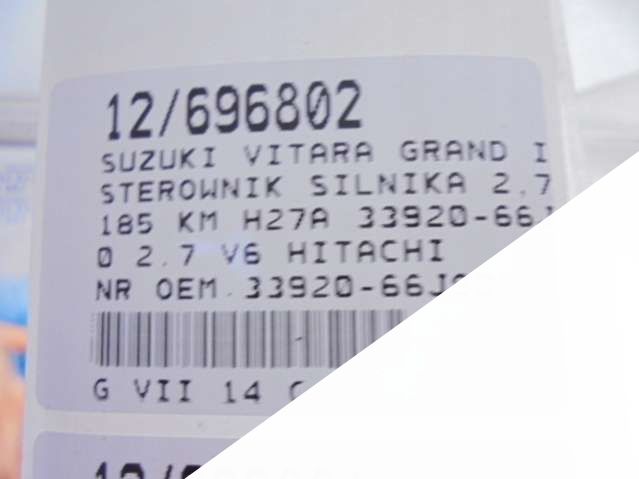 12/696802
SUZUKI VITARA GRAND I
STEROWNIK SILNIKA 2.7
185 KM H27A 33920-66J
0 2.7 V6 HITACHI
NR OEM.33920-66J
G VII 14